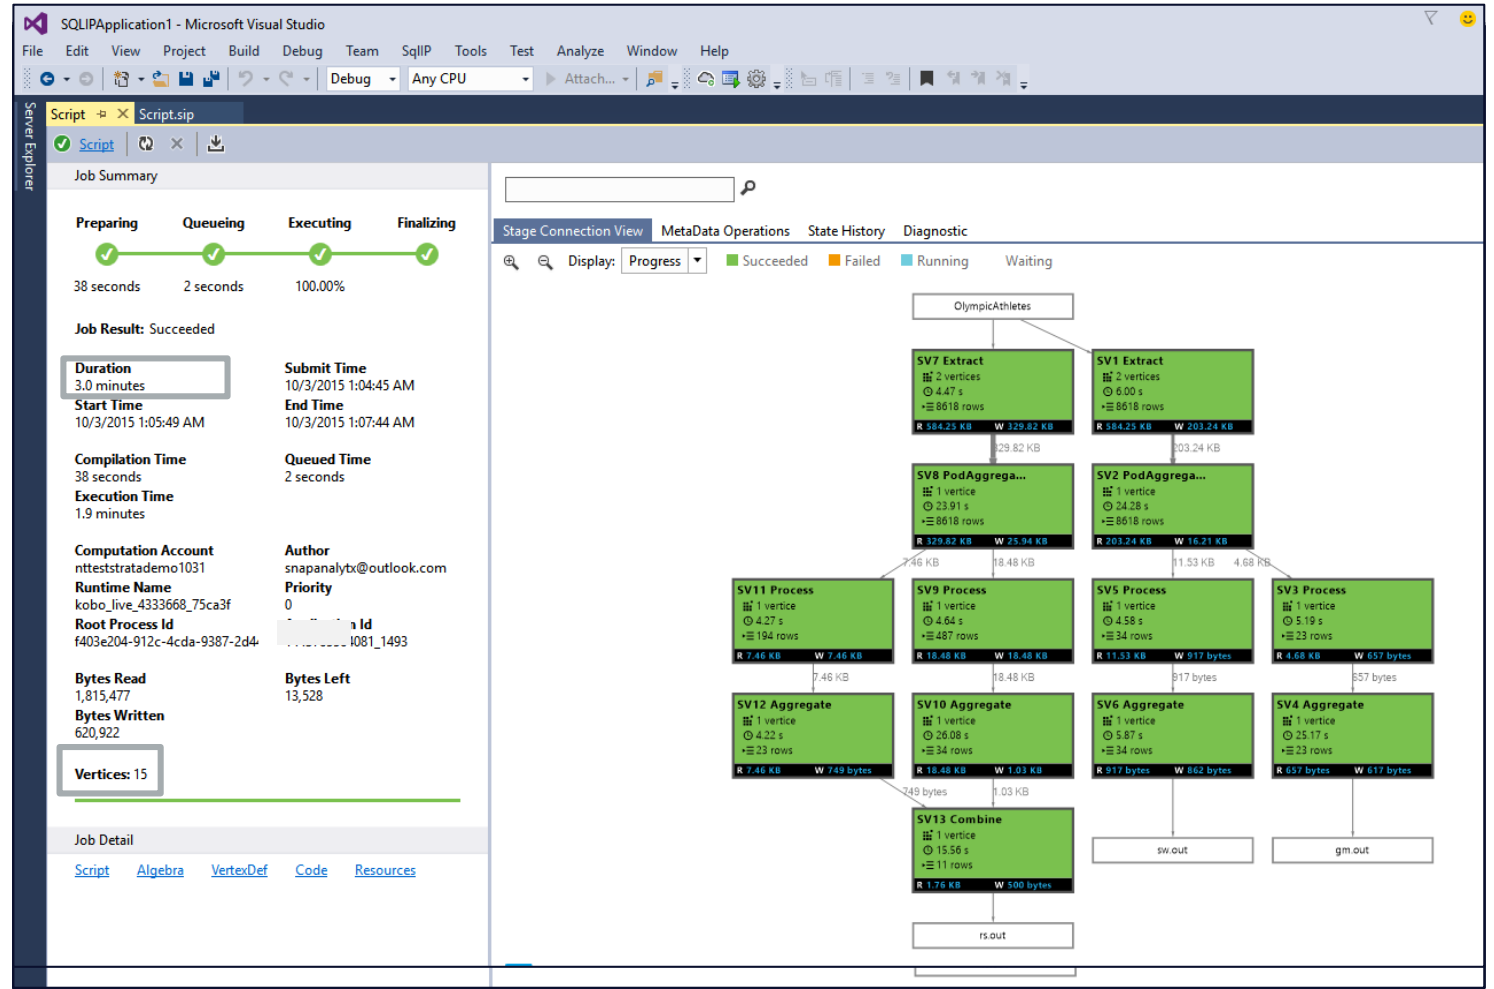 SQLIPApplication1 - Microsoft Visual Studio
File Edit View Project Build Debug Team SqlIP Tools Test Analyze Window Help
Debug Any CPU Attach...
Server Explorer
Script Script.sip
Script
Job Summary
Preparing Queueing Executing Finalizing
38 seconds 2 seconds 100.00%
Job Result: Succeeded
Duration Submit Time
3.0 minutes 10/3/2015 1:04:45 AM
Start Time End Time
10/3/2015 1:05:49 AM 10/3/2015 1:07:44 AM
Compilation Time Queued Time
38 seconds 2 seconds
Execution Time
1.9 minutes
Computation Account Author
ntteststratademo1031 snapanalytx@outlook.com
Runtime Name Priority
kobo_live_4333668_75ca3f 0
Root Process Id Id
f403e204-912c-4cda-9387-2d4 4081_1493
Bytes Read Bytes Left
1,815,477 13,528
Bytes Written
620,922
Vertices: 15
Job Detail
Script Algebra VertexDef Code Resources
Stage Connection View MetaData Operations State History Diagnostic
Display: Progress Succeeded Failed Running Waiting
OlympicAthletes
SV7 Extract
2 vertices
4.47 s
8618 rows
R 584.25 KB W 329.82 KB
SV1 Extract
2 vertices
6.00 s
8618 rows
R 584.25 KB W 203.24 KB
329.82 KB 203.24 KB
SV8 PodAggrega...
1 vertice
23.91 s
8618 rows
R 329.82 KB W 25.94 KB
SV2 PodAggrega...
1 vertice
24.28 s
8618 rows
R 203.24 KB W 16.21 KB
7.46 KB 18.48 KB 11.53 KB 4.68 KB
SV11 Process
1 vertice
4.27 s
194 rows
R 7.46 KB W 7.46 KB
SV9 Process
1 vertice
4.64 s
487 rows
R 18.48 KB W 18.48 KB
SV5 Process
1 vertice
4.58 s
34 rows
R 11.53 KB W 917 bytes
SV3 Process
1 vertice
5.19 s
23 rows
R 4.68 KB W 657 bytes
7.46 KB 18.48 KB 917 bytes 657 bytes
SV12 Aggregate
1 vertice
4.22 s
23 rows
R 7.46 KB W 749 bytes
SV10 Aggregate
1 vertice
26.08 s
34 rows
R 18.48 KB W 1.03 KB
SV6 Aggregate
1 vertice
5.87 s
34 rows
R 917 bytes W 862 bytes
SV4 Aggregate
1 vertice
25.17 s
23 rows
R 657 bytes W 617 bytes
749 bytes 1.03 KB
SV13 Combine
1 vertice
15.56 s
11 rows
R 1.76 KB W 500 bytes
sw.out
gm.out
rs.out